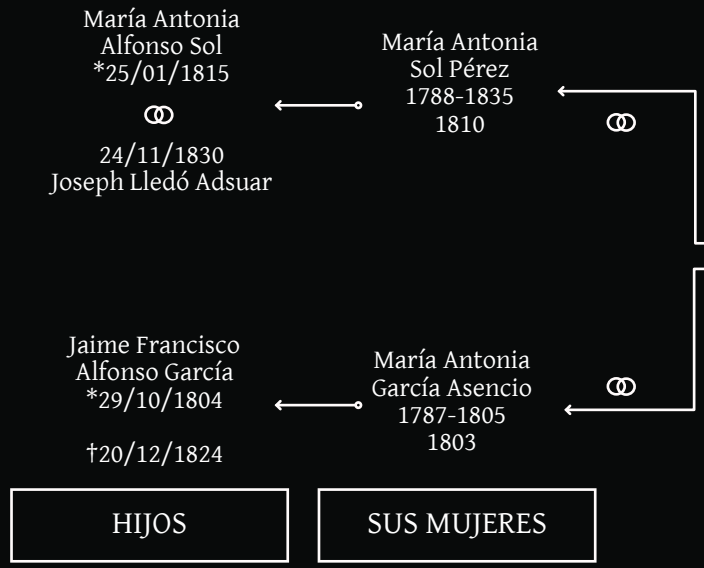 María Antonia
Alfonso Sol
*25/01/1815
24/11/1830
Joseph Lledó Adsuar
María Antonia
Sol Pérez
1788-1835
1810
Jaime Francisco
Alfonso García
*29/10/1804
†20/12/1824
María Antonia
García Asencio
1787-1805
1803
HIJOS
SUS MUJERES